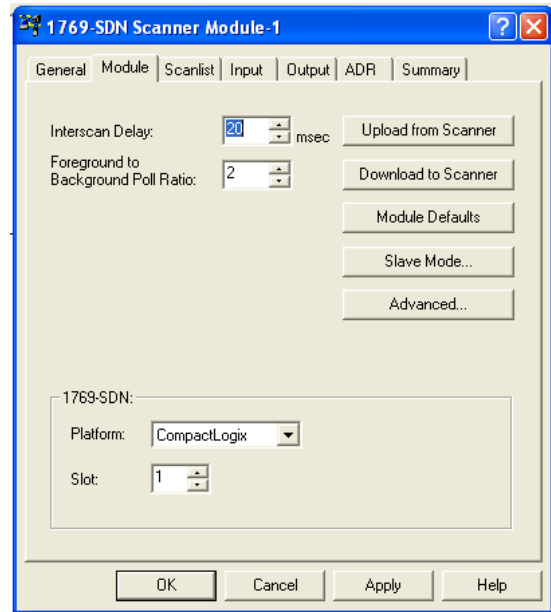 1769-SDN Scanner Module-1
General Module Scanlist Input Output ADR Summary
Interscan Delay: 20 msec Upload from Scanner
Foreground to
Background Poll Ratio: 2 Download to Scanner
Module Defaults
Slave Mode...
Advanced...
1769-SDN:
Platform: CompactLogix
Slot: 1
OK Cancel Apply Help